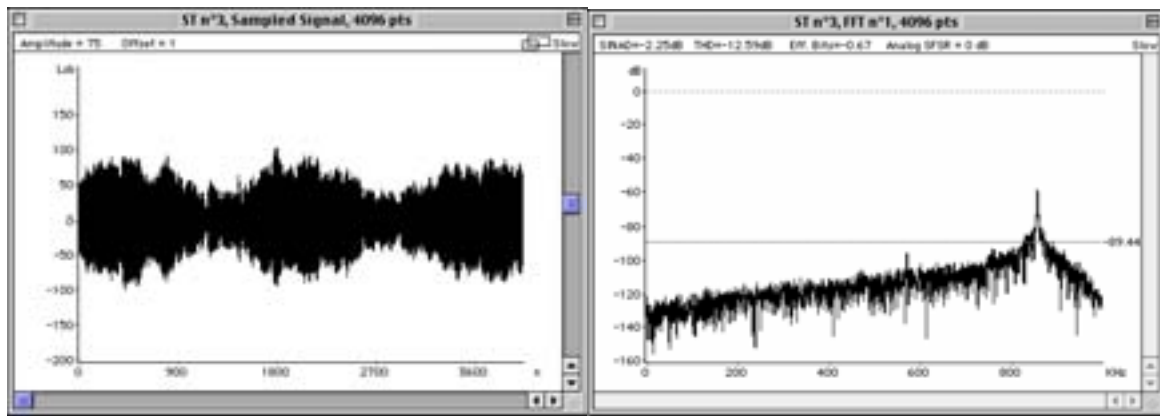 ST n°3, Sampled Signal, 4096 pts
Amplitude = 75 Offset = 1 Slow
Lsb
150
100
50
0
-50
-100
-150
-200
0 900 1800 2700 3600 n
ST n°3, FFT n°1, 4096 pts
SINAD=-2.25dB THD=-12.59dB Eff. Bits=-0.67 Analog SFSR = 0 dB Slow
dB
0
-20
-40
-60
-80
-89.44
-100
-120
-140
-160
0 200 400 600 800 KHz